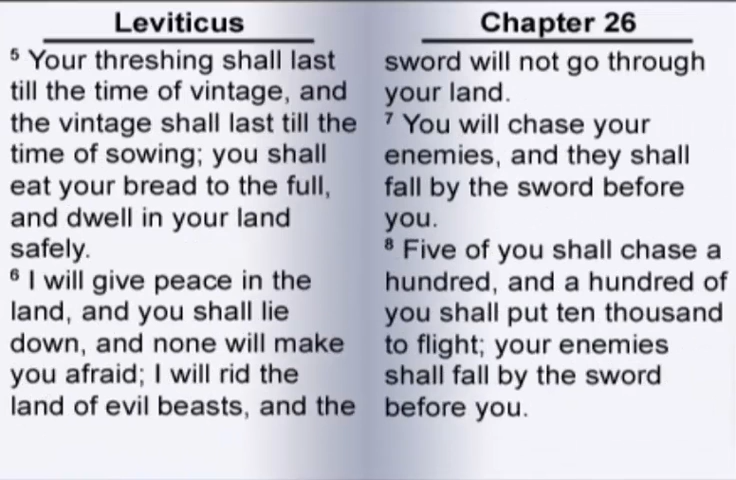 Leviticus
⁵ Your threshing shall last
till the time of vintage, and
the vintage shall last till the
time of sowing; you shall
eat your bread to the full,
and dwell in your land
safely.
⁶ I will give peace in the
land, and you shall lie
down, and none will make
you afraid; I will rid the
land of evil beasts, and the
Chapter 26
sword will not go through
your land.
⁷ You will chase your
enemies, and they shall
fall by the sword before
you.
⁸ Five of you shall chase a
hundred, and a hundred of
you shall put ten thousand
to flight; your enemies
shall fall by the sword
before you.